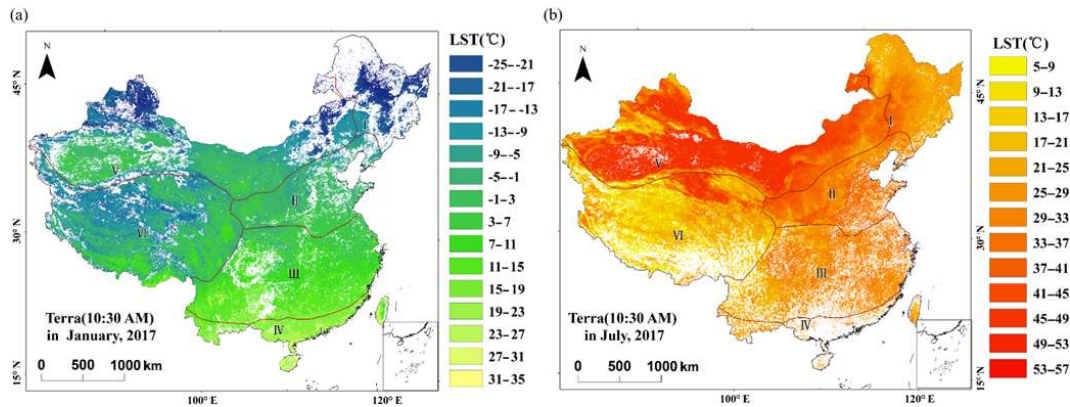 (a)
N
LST(℃)
-25--21
-21--17
-17--13
-13--9
-9--5
-5--1
-1-3
3-7
7-11
11-15
15-19
19-23
23-27
27-31
31-35
45° N
30° N
15° N
V
VI
II
III
IV
Terra(10:30 AM)
in January, 2017
0 500 1000 km
100° E
120° E
(b)
N
LST(℃)
5-9
9-13
13-17
17-21
21-25
25-29
29-33
33-37
37-41
41-45
45-49
49-53
53-57
45° N
30° N
15° N
I
V
II
VI
III
IV
Terra(10:30 AM)
in July, 2017
0 500 1000 km
100° E
120° E